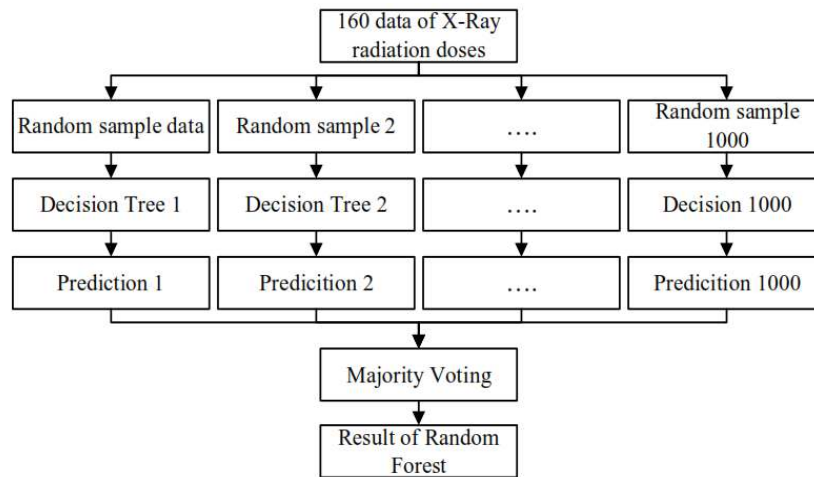 160 data of X-Ray
radiation doses
Random sample data
Random sample 2
....
Random sample
1000
Decision Tree 1
Decision Tree 2
....
Decision 1000
Prediction 1
Predicition 2
....
Predicition 1000
Majority Voting
Result of Random
Forest